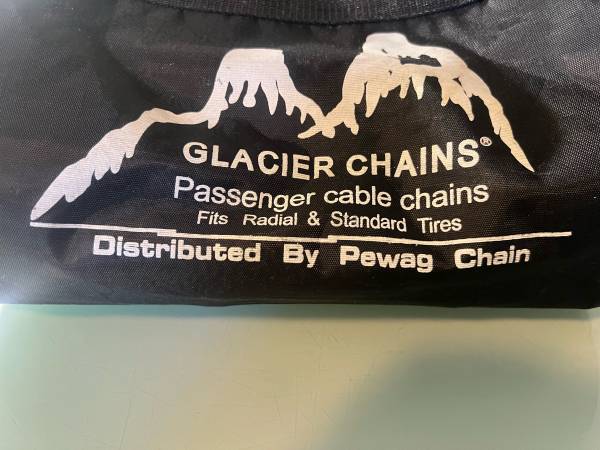 GLACIER CHAINS®
Passenger cable chains
Fits Radial & Standard Tires
Distributed By Pewag Chain